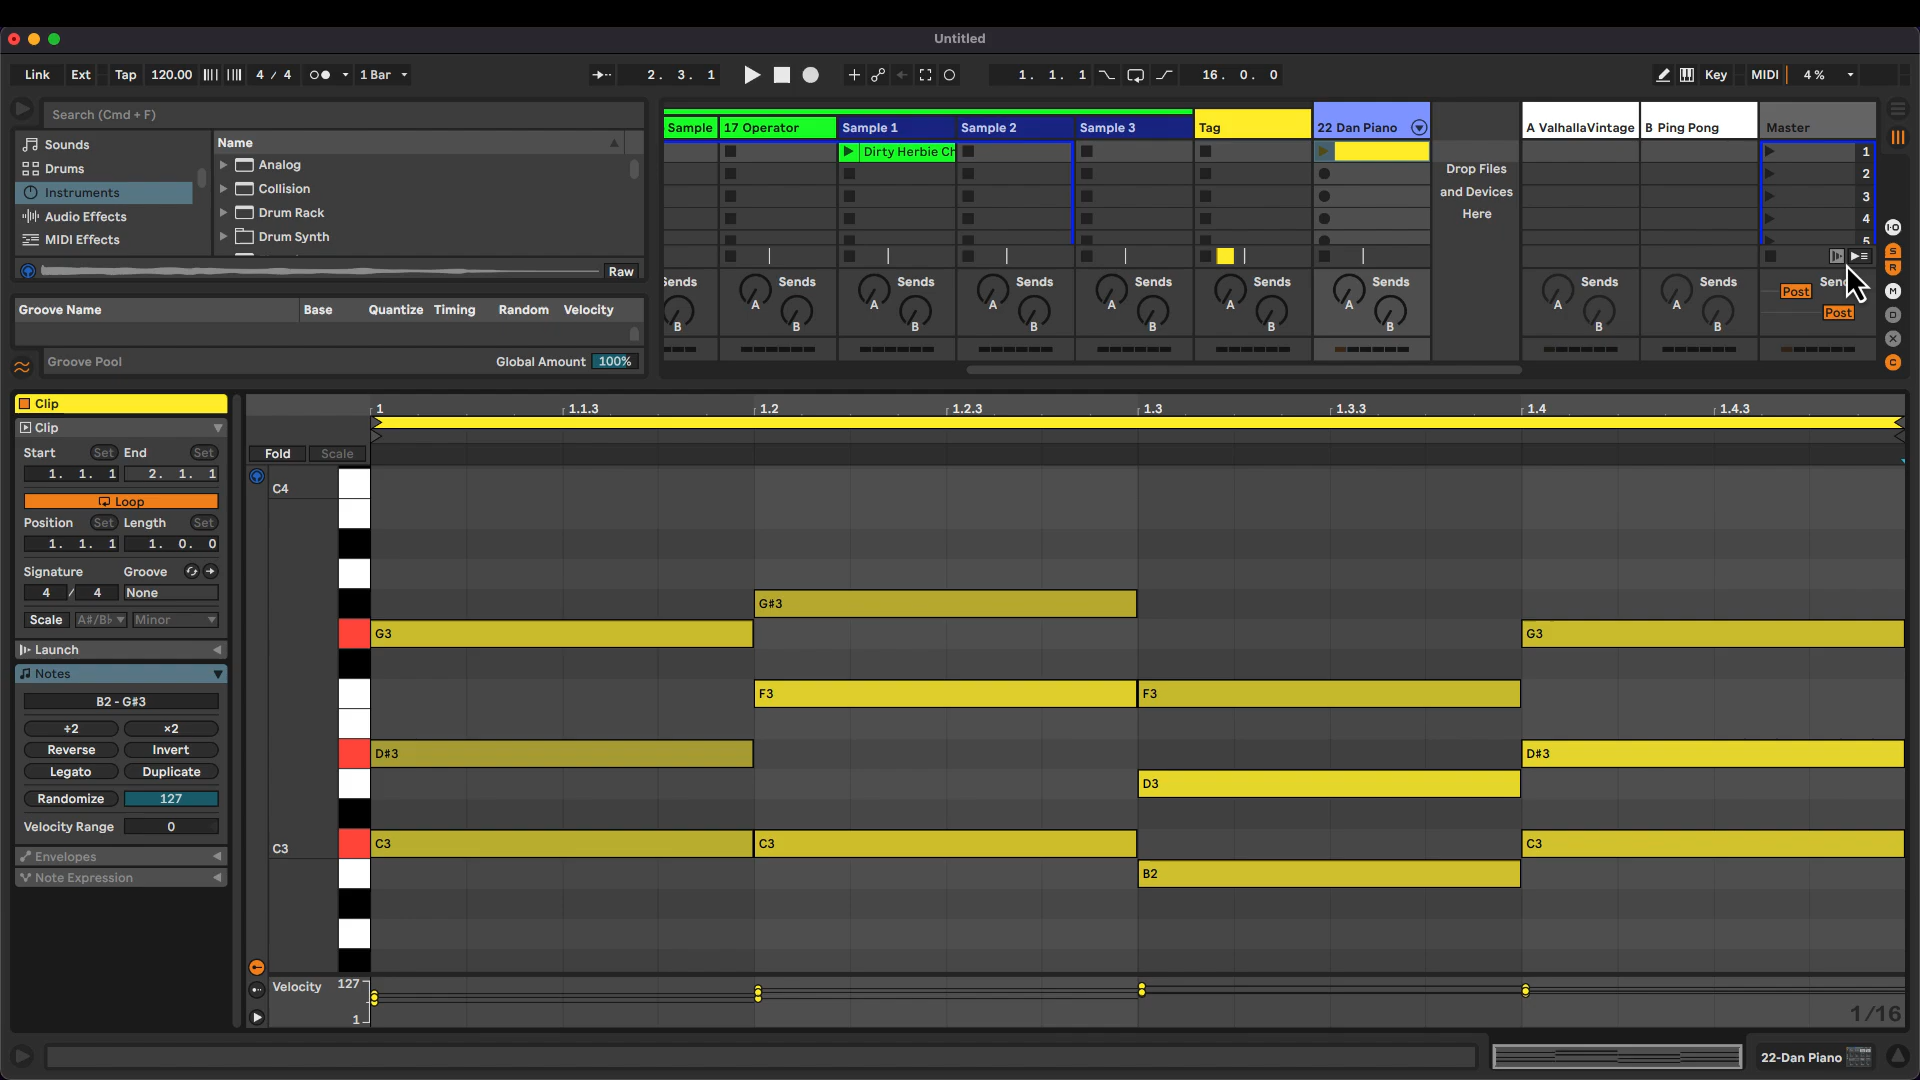 Untitled
Link Ext Tap 120.00 4 / 4 1 Bar 2. 3. 1 1. 1. 1 16. 0. 0 Key MIDI 4 %
Search (Cmd + F)
Sounds
Drums
Instruments
Audio Effects
MIDI Effects
Name
Analog
Collision
Drum Rack
Drum Synth
Raw
Groove Name Base Quantize Timing Random Velocity
Groove Pool Global Amount 100%
Sample 17 Operator Sample 1 Sample 2 Sample 3 Tag 22 Dan Piano A ValhallaVintage B Ping Pong Master
Dirty Herbie Ch
Drop Files
and Devices
Here
1
2
3
4
5
Sends Sends Sends Sends Sends Sends Sends Sends Sends Send
A A A A A A A A
B B B B B B B B B
Post
Post
I·O
S
R
M
D
X
C
Clip
Clip
Start Set End Set
1. 1. 1 2. 1. 1
Loop
Position Set Length Set
1. 1. 1 1. 0. 0
Signature Groove
4 / 4 None
Scale A#/B♭ Minor
Launch
Notes
B2 - G#3
÷2 ×2
Reverse Invert
Legato Duplicate
Randomize 127
Velocity Range 0
Envelopes
Note Expression
1 1.1.3 1.2 1.2.3 1.3 1.3.3 1.4 1.4.3
Fold Scale
C4
G#3
G3 G3
F3 F3
D#3 D#3
D3
C3 C3 C3 C3
B2
Velocity 127
1
1/16
22-Dan Piano